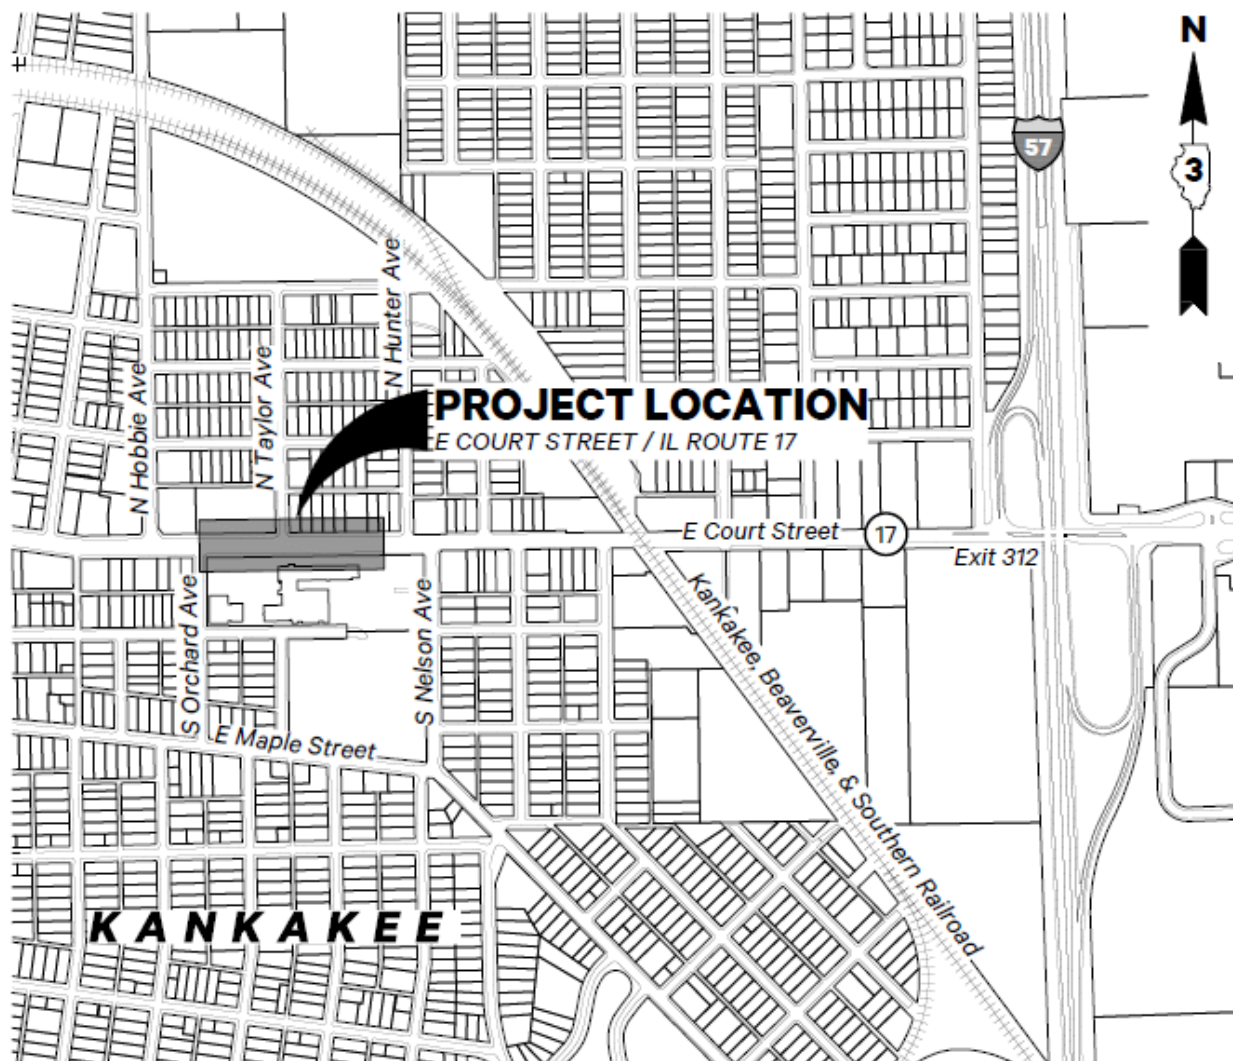 N
57
3
N Hunter Ave
N Taylor Ave
N Hobbie Ave
PROJECT LOCATION
E COURT STREET / IL ROUTE 17
E Court Street
17
Exit 312
S Orchard Ave
S Nelson Ave
Kankakee, Beaverville, & Southern Railroad
E Maple Street
KANKAKEE